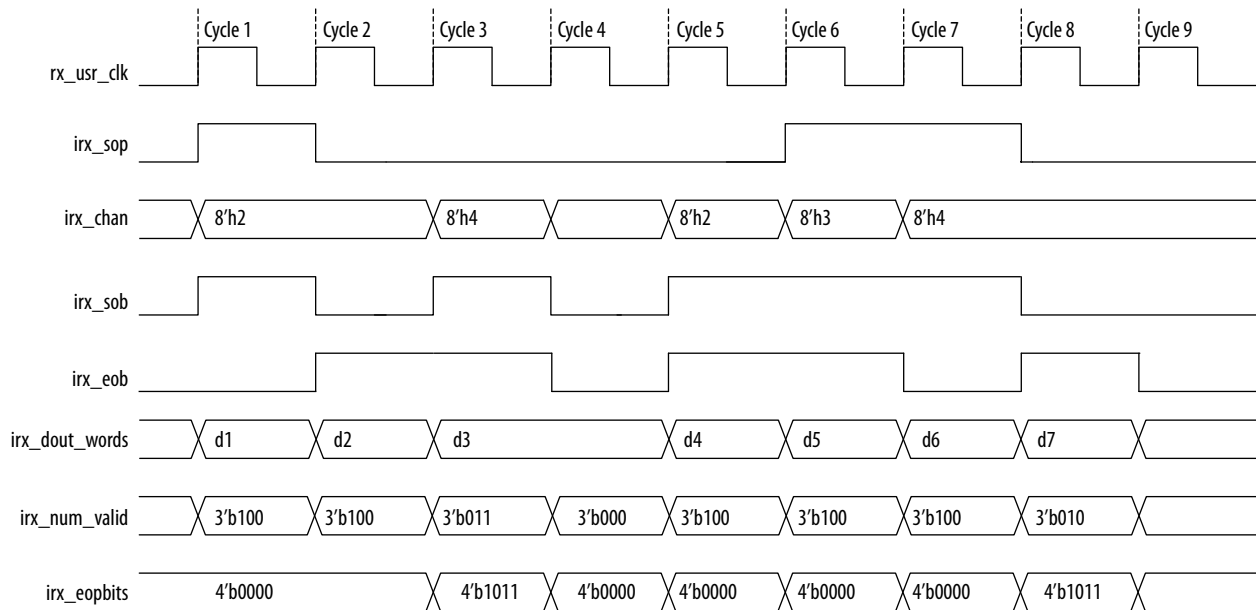 Cycle 1 Cycle 2 Cycle 3 Cycle 4 Cycle 5 Cycle 6 Cycle 7 Cycle 8 Cycle 9
rx_usr_clk
irx_sop
irx_chan 8’h2 8’h4 8’h2 8’h3 8’h4
irx_sob
irx_eob
irx_dout_words d1 d2 d3 d4 d5 d6 d7
irx_num_valid 3’b100 3’b100 3’b011 3’b000 3’b100 3’b100 3’b100 3’b010
irx_eopbits 4’b0000 4’b1011 4’b0000 4’b0000 4’b0000 4’b0000 4’b1011